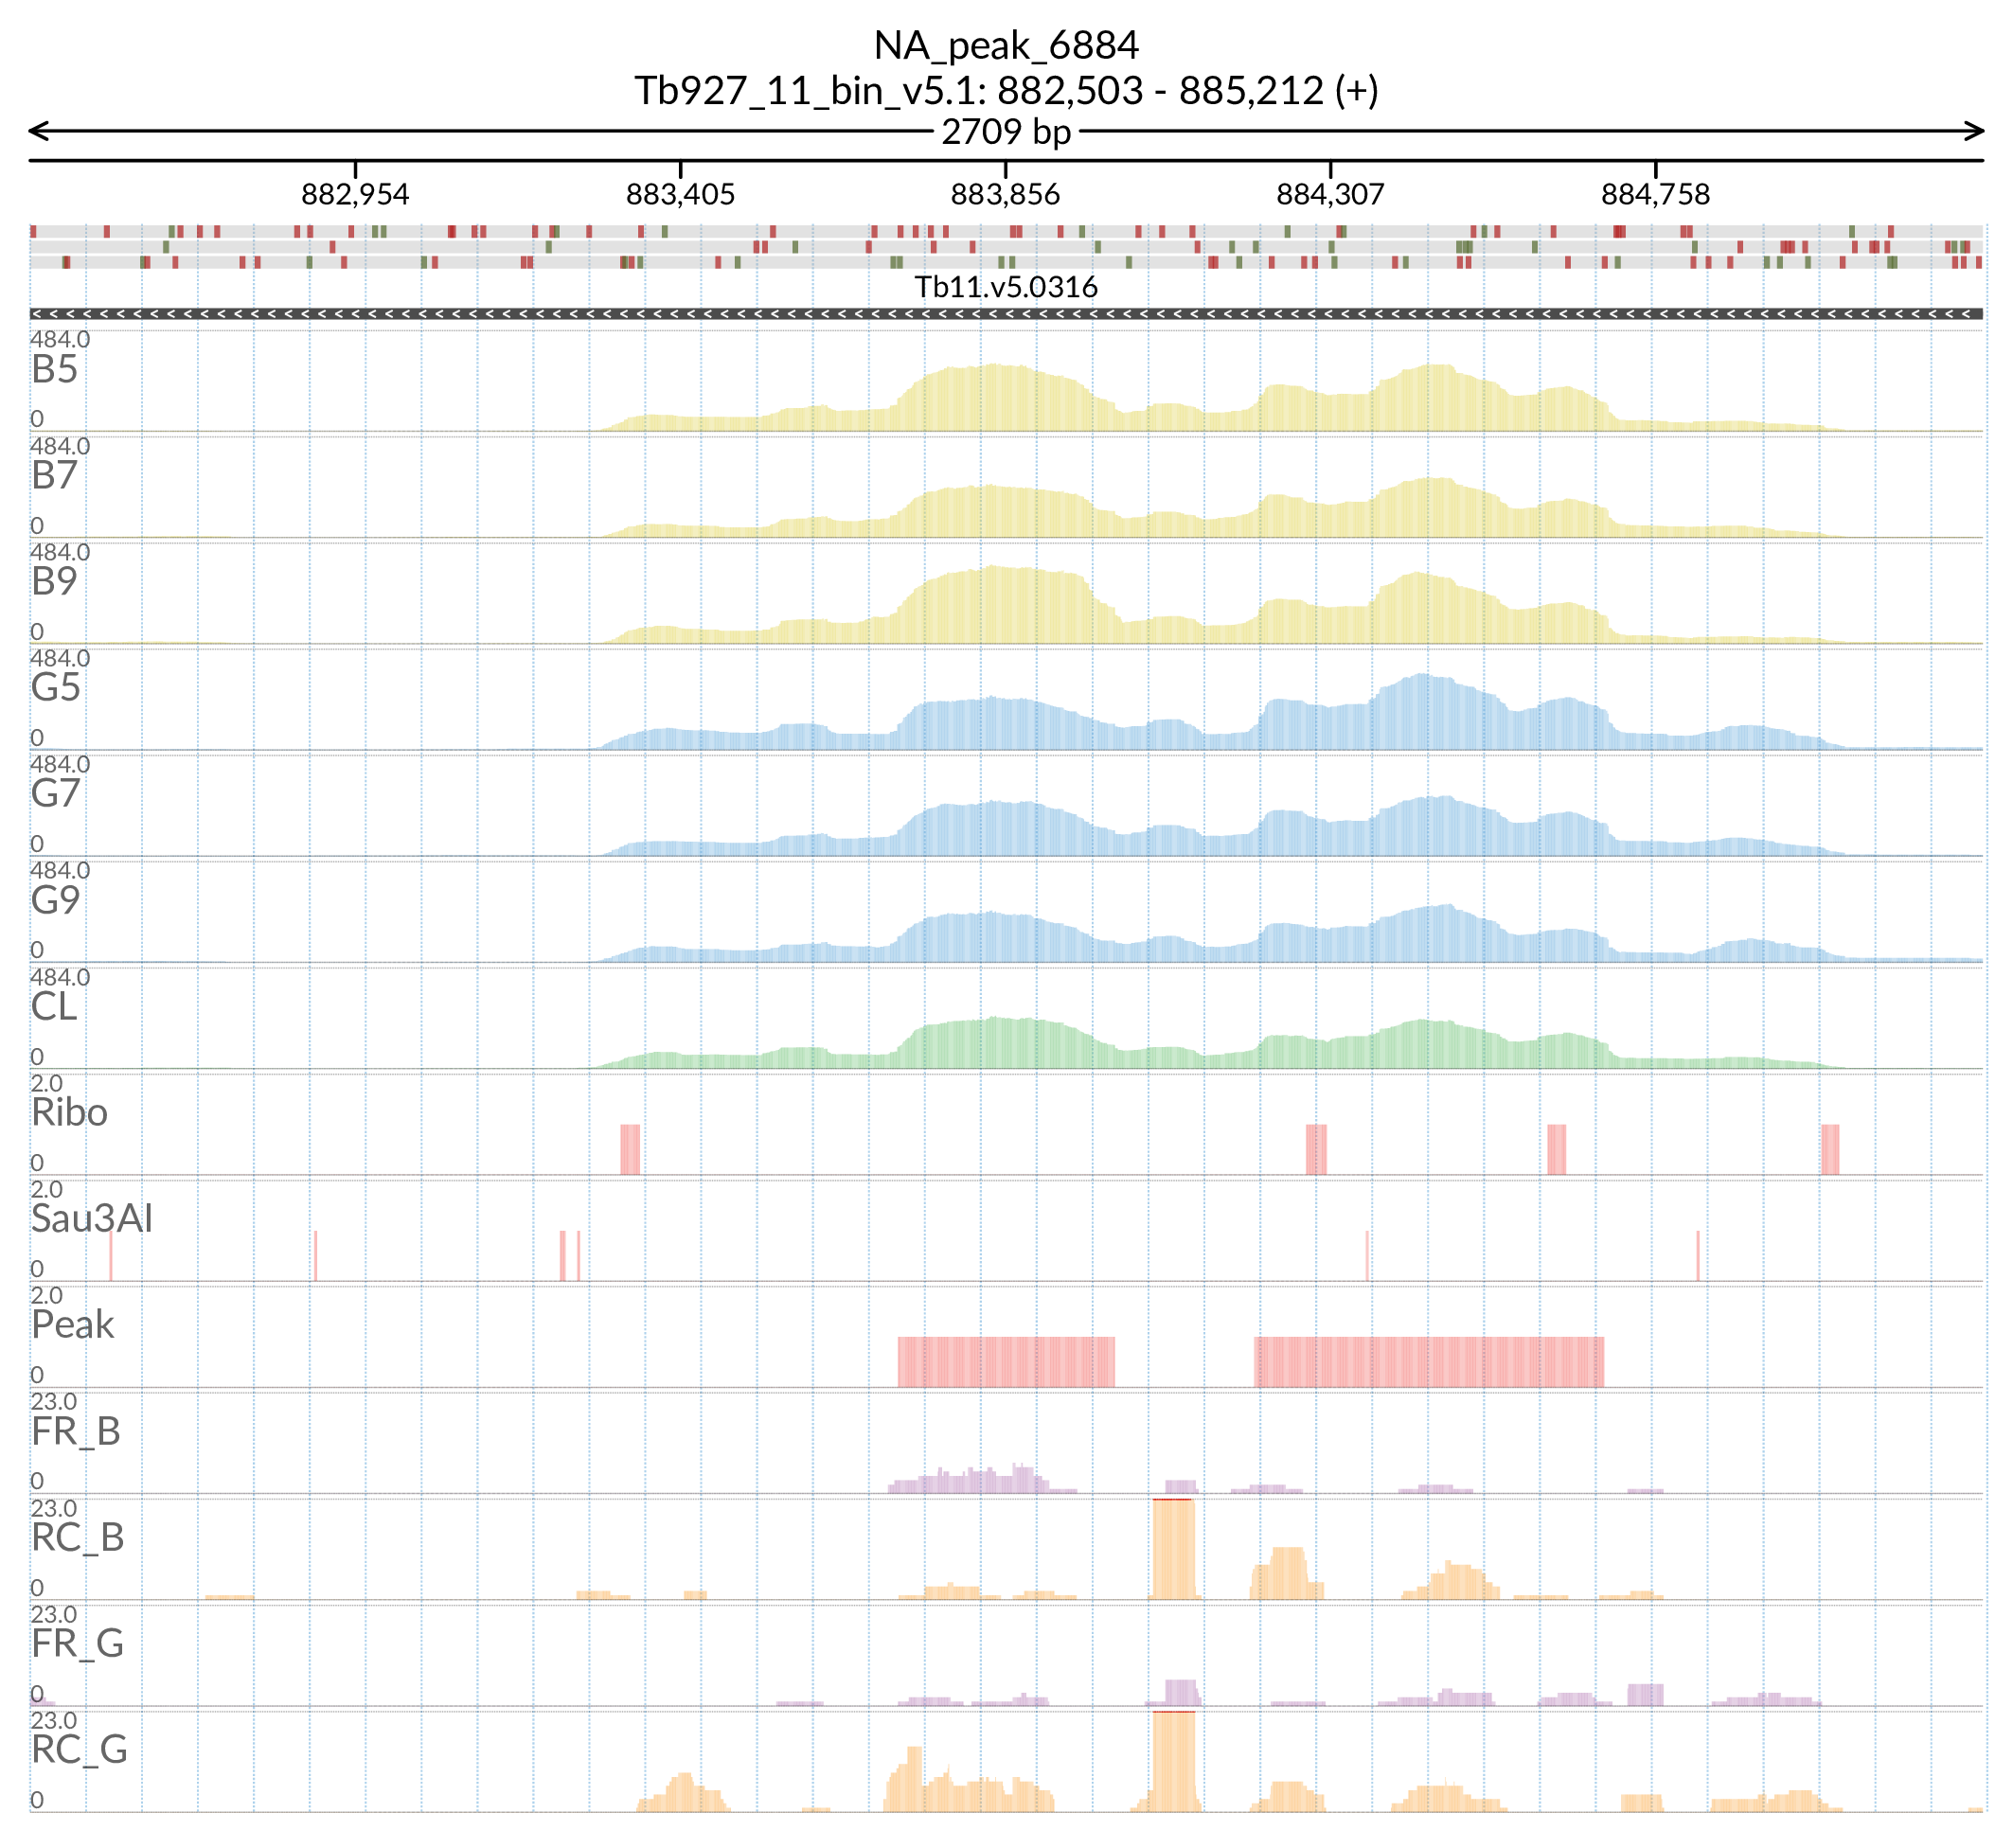 NA_peak_6884
Tb927_11_bin_v5.1: 882,503 - 885,212 (+)
2709 bp
882,954 883,405 883,856 884,307 884,758
Tb11.v5.0316
484.0
B5
0
484.0
B7
0
484.0
B9
0
484.0
G5
0
484.0
G7
0
484.0
G9
0
484.0
CL
0
2.0
Ribo
0
2.0
Sau3AI
0
2.0
Peak
0
23.0
FR_B
0
23.0
RC_B
0
23.0
FR_G
0
23.0
RC_G
0